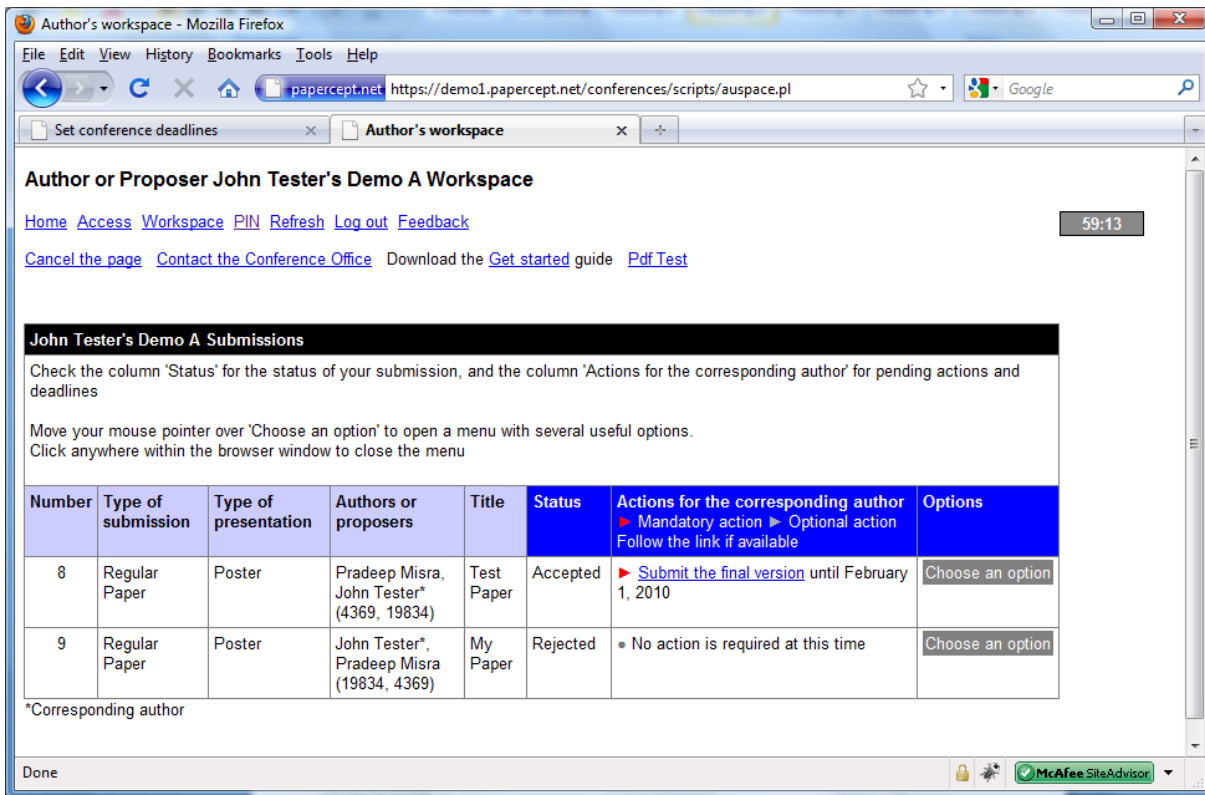 Author's workspace - Mozilla Firefox
File Edit View History Bookmarks Tools Help
papercept.net https://demo1.papercept.net/conferences/scripts/auspace.pl Google
Set conference deadlines Author's workspace
Author or Proposer John Tester's Demo A Workspace
Home Access Workspace PIN Refresh Log out Feedback 59:13
Cancel the page Contact the Conference Office Download the Get started guide Pdf Test
John Tester's Demo A Submissions
Check the column 'Status' for the status of your submission, and the column 'Actions for the corresponding author' for pending actions and
deadlines
Move your mouse pointer over 'Choose an option' to open a menu with several useful options.
Click anywhere within the browser window to close the menu
Number Type of submission Type of presentation Authors or proposers Title Status Actions for the corresponding author Options
► Mandatory action ► Optional action
Follow the link if available
8 Regular Paper Poster Pradeep Misra, John Tester* (4369, 19834) Test Paper Accepted ► Submit the final version until February 1, 2010 Choose an option
9 Regular Paper Poster John Tester*, Pradeep Misra (19834, 4369) My Paper Rejected • No action is required at this time Choose an option
*Corresponding author
Done McAfee SiteAdvisor